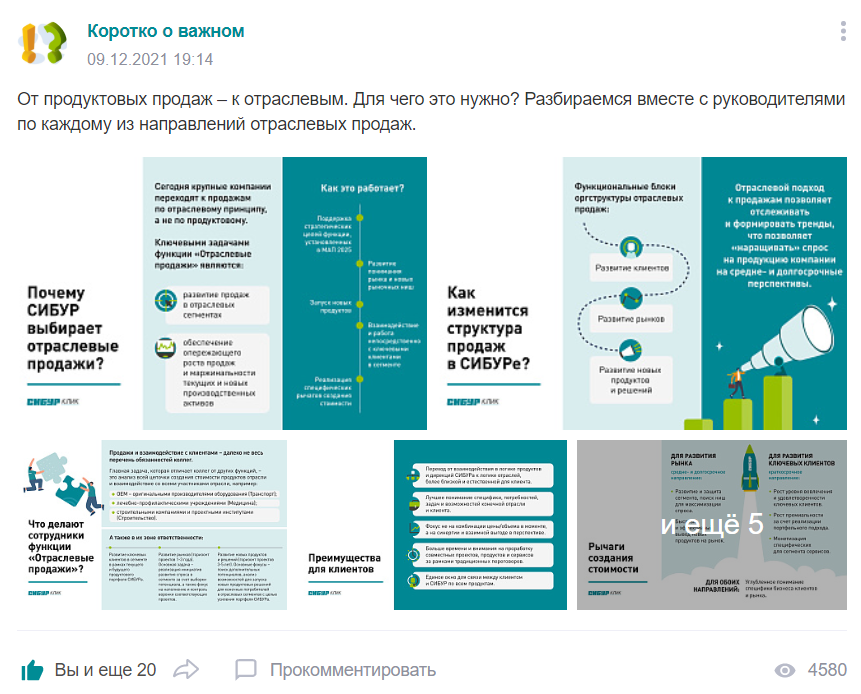 Коротко о важном
09.12.2021 19:14
От продуктовых продаж – к отраслевым. Для чего это нужно? Разбираемся вместе с руководителями
по каждому из направлений отраслевых продаж.
Почему
СИБУР
выбирает
отраслевые
продажи?
СИБУР КЛИК
Сегодня крупные компании
переходят к продажам
по отраслевому принципу,
а не по продуктовому.
Ключевыми задачами
функции «Отраслевые
продажи» являются:
развитие продаж
в отраслевых
сегментах
обеспечение
опережающего
роста продаж
и маржинальности
текущих и новых
производственных
активов
Как это работает?
Поддержка
стратегических
целей функции,
установленных
в МАП 2025
Развитие
понимания
рынка и новых
рыночных ниш
Запуск новых
продуктов
Взаимодействие
и работа
непосредственно
с ключевыми
клиентами
в сегменте
Реализация
специфических
рычагов создания
стоимости
Как
изменится
структура
продаж
в СИБУРе?
СИБУР КЛИК
Функциональные блоки
оргструктуры отраслевых
продаж:
Развитие клиентов
Развитие рынков
Развитие новых
продуктов
и решений
Отраслевой подход
к продажам позволяет
отслеживать
и формировать тренды,
что позволяет
«наращивать» спрос
на продукцию компании
на средне- и долгосрочные
перспективы.
Что делают
сотрудники
функции
«Отраслевые
продажи»?
СИБУР КЛИК
Продажи и взаимодействие с клиентами – далеко не весь
перечень обязанностей коллег.
Главная задача, которая отличает коллег от других функций, –
это анализ всей цепочки создания стоимости продуктов отрасли
и взаимодействие со всеми участниками отрасли, например:
ОЕМ – оригинальными производителями оборудования (Транспорт);
лечебно-профилактическими учреждениями (Медицина);
строительными компаниями и проектными институтами
(Строительство).
А также в их зоне ответственности:
Преимущества
для клиентов
СИБУР КЛИК
Переход от взаимодействия в логике продуктов
и дирекций СИБУРа к логике отраслей,
более близкой и естественной для клиента.
Лучшее понимание специфики, потребностей,
задач и возможностей конечной отрасли
и клиента.
Фокус не на комбинации цены/объема в моменте,
а на синергии и взаимной выгоде в перспективе.
Больше времени и внимания на проработку
совместных проектов, продуктов и сервисов
за рамками традиционных переговоров.
Единое окно для связи между клиентом
и СИБУР по всем продуктам.
Рычаги
создания
стоимости
СИБУР КЛИК
ДЛЯ РАЗВИТИЯ
РЫНКА
средне- и долгосрочное
направление:
Развитие и защита
сегмента, поиск ниш
для максимизации
спроса.
ДЛЯ РАЗВИТИЯ
КЛЮЧЕВЫХ КЛИЕНТОВ
краткосрочное
направление:
Рост уровня вовлечения
и удовлетворенности
ключевых клиентов.
Рост премиальности
за счет реализации
портфельного подхода.
Монетизация
специфических
для сегмента сервисов.
и ещё 5
ДЛЯ ОБОИХ
НАПРАВЛЕНИЙ:
Углубленное понимание
специфики бизнеса клиентов
и рынка.
Вы и еще 20
Прокомментировать
4580